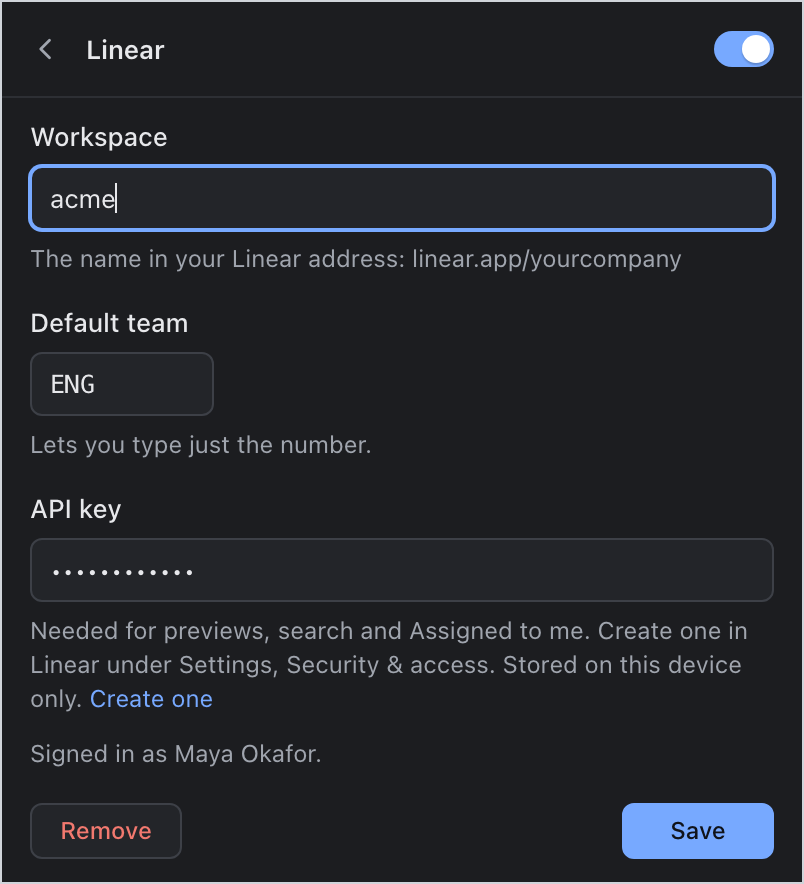 Linear
Workspace
acme
The name in your Linear address: linear.app/yourcompany
Default team
ENG
Lets you type just the number.
API key
••••••••••••
Needed for previews, search and Assigned to me. Create one in
Linear under Settings, Security & access. Stored on this device
only. Create one
Signed in as Maya Okafor.
Remove
Save